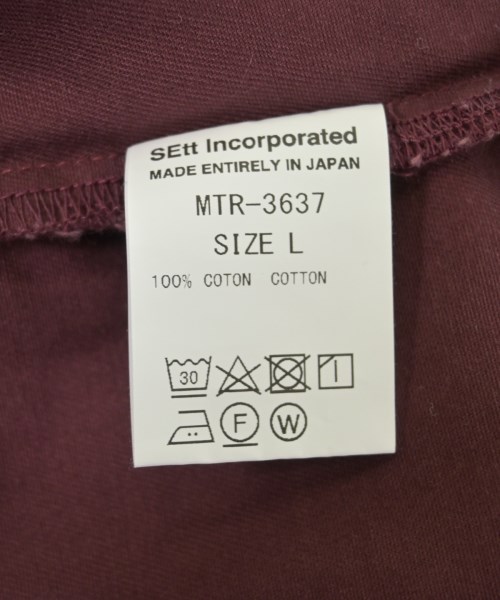 SEtt Incorporated
MADE ENTIRELY IN JAPAN
MTR-3637
SIZE L
100% COTON COTTON
30
F W